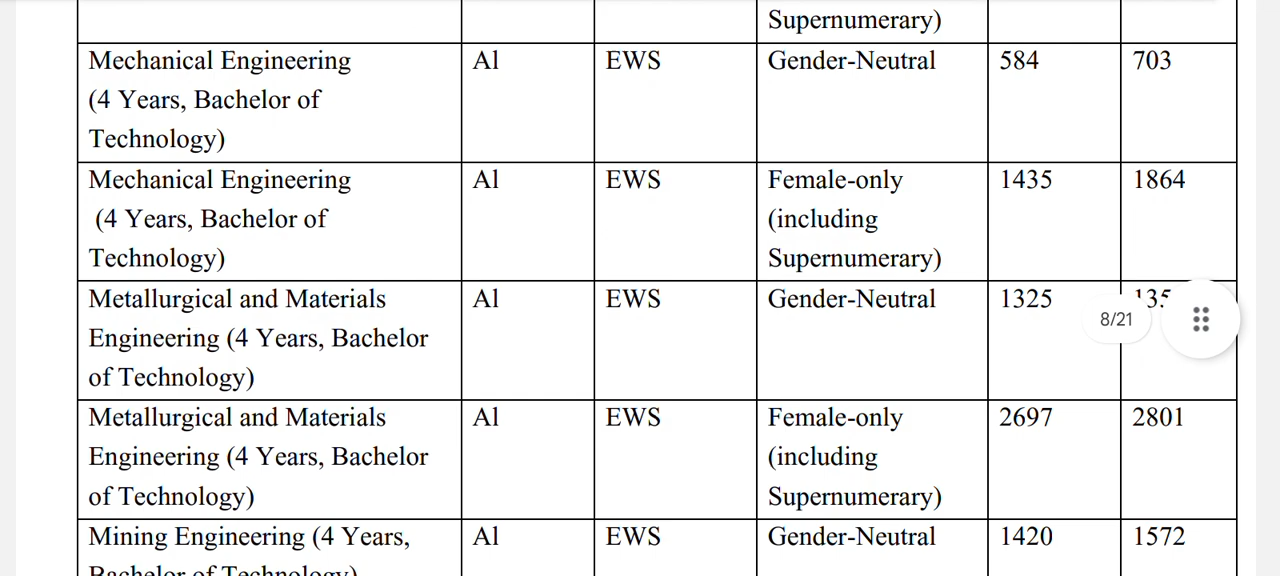 Supernumerary)
Mechanical Engineering Al EWS Gender-Neutral 584 703
(4 Years, Bachelor of
Technology)
Mechanical Engineering Al EWS Female-only 1435 1864
(4 Years, Bachelor of (including
Technology) Supernumerary)
Metallurgical and Materials Al EWS Gender-Neutral 1325
8/21
Engineering (4 Years, Bachelor
of Technology)
Metallurgical and Materials Al EWS Female-only 2697 2801
Engineering (4 Years, Bachelor (including
of Technology) Supernumerary)
Mining Engineering (4 Years, Al EWS Gender-Neutral 1420 1572
Bachelor of Technology)